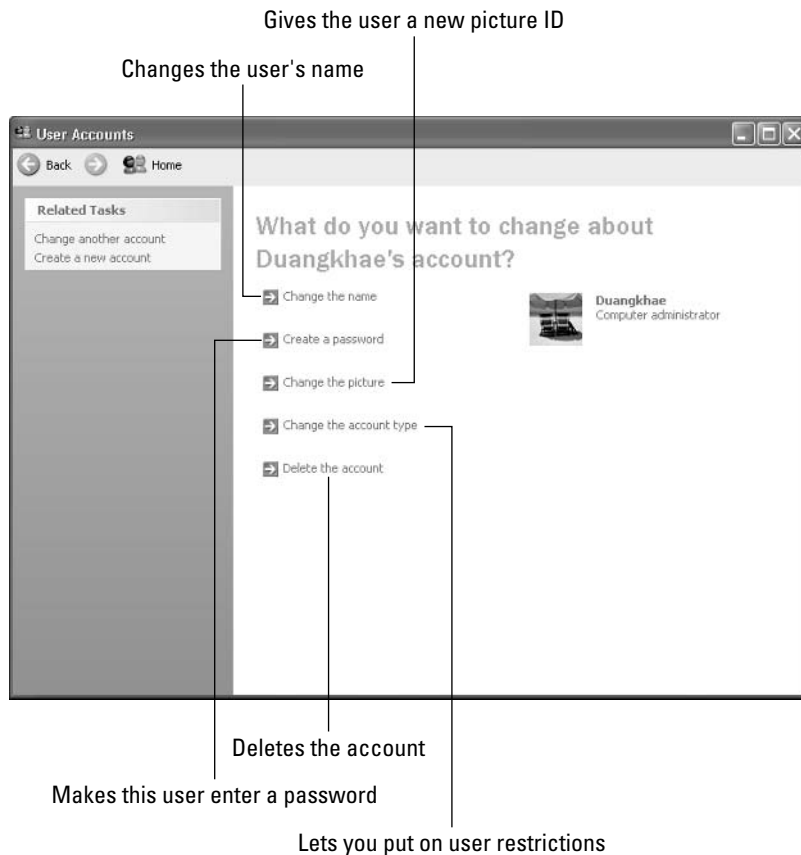 Gives the user a new picture ID
Changes the user's name
User Accounts
Back
Home
Related Tasks
Change another account
Create a new account
What do you want to change about
Duangkhae's account?
Change the name
Duangkhae
Computer administrator
Create a password
Change the picture
Change the account type
Delete the account
Deletes the account
Makes this user enter a password
Lets you put on user restrictions